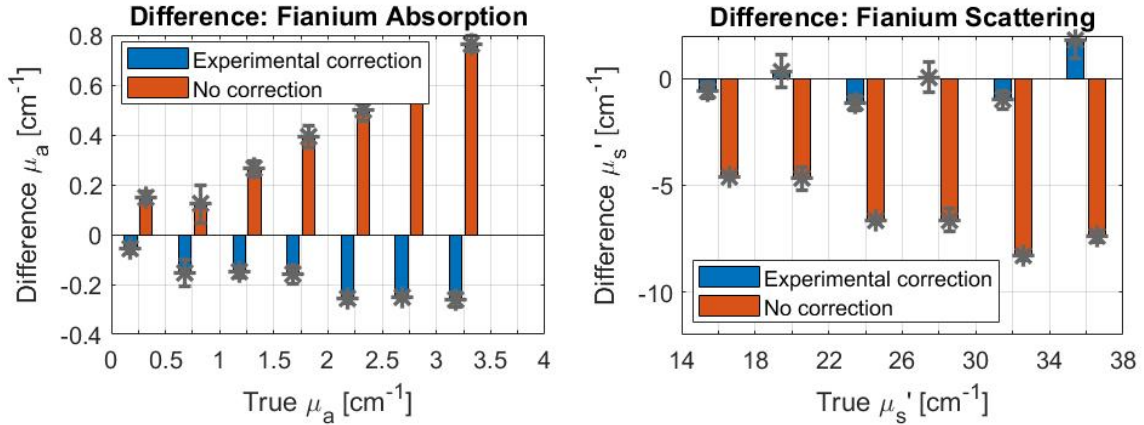 Difference: Fianium Absorption
Difference μa [cm-1]
0.8
0.6
0.4
0.2
0
-0.2
-0.4
Experimental correction
No correction
0 0.5 1 1.5 2 2.5 3 3.5 4
True μa [cm-1]
Difference: Fianium Scattering
Difference μs' [cm-1]
0
-5
-10
Experimental correction
No correction
14 18 22 26 30 34 38
True μs' [cm-1]